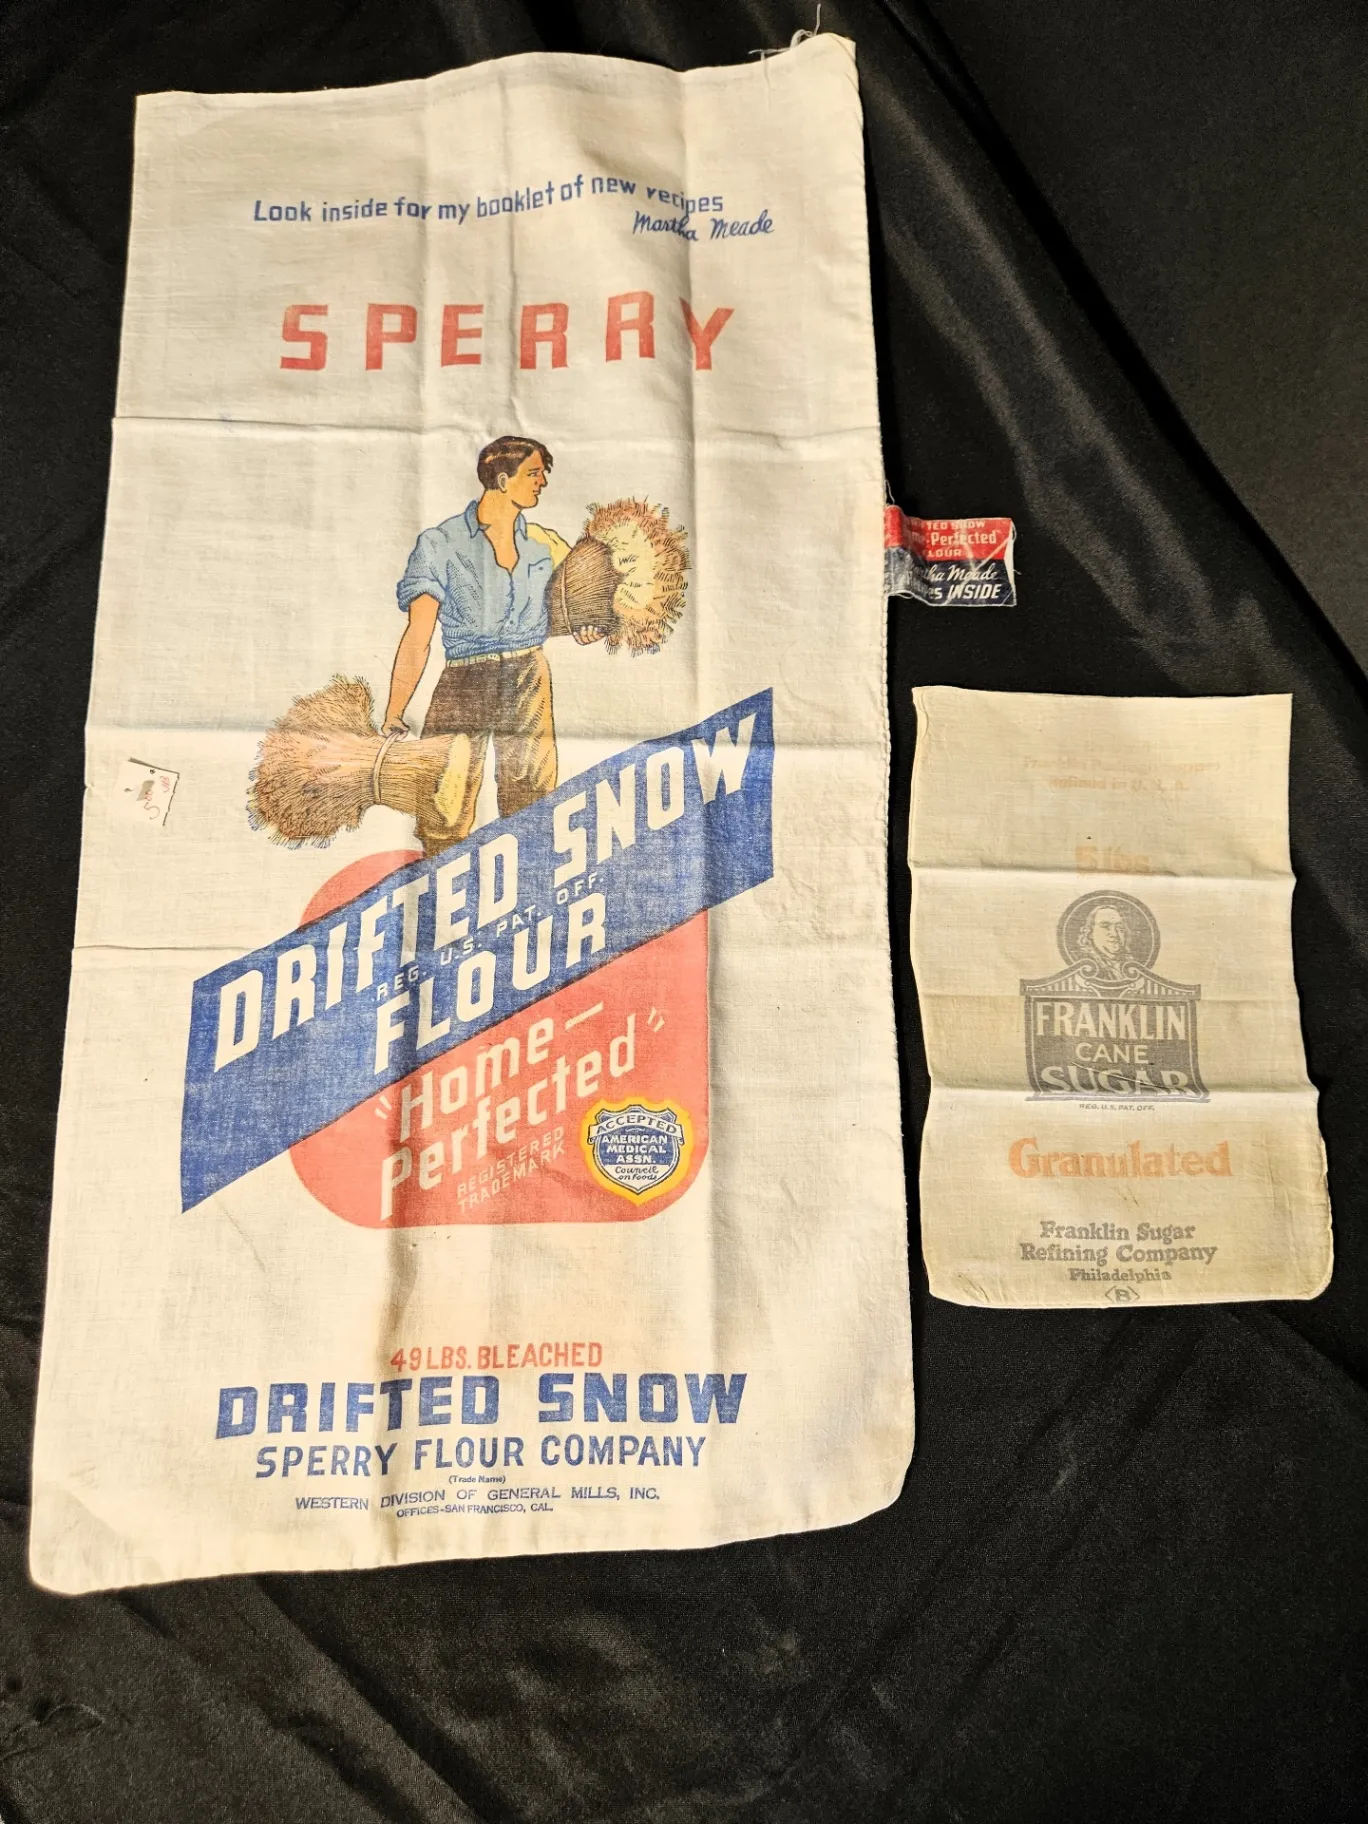 Look inside for my booklet of new recipes
Martha Meade
SPERRY
DRIFTED SNOW
REG. U.S. PAT. OFF.
FLOUR
"Home-
Perfected"
REGISTERED
TRADEMARK
ACCEPTED
AMERICAN
MEDICAL
ASSN.
Council
on Foods
49 LBS. BLEACHED
DRIFTED SNOW
SPERRY FLOUR COMPANY
(Trade Name)
WESTERN DIVISION OF GENERAL MILLS, INC.
OFFICES-SAN FRANCISCO, CAL.
SNOW
Perfected"
Meade
INSIDE
5 lbs.
FRANKLIN
CANE
SUGAR
REG. U.S. PAT. OFF.
Granulated
Franklin Sugar
Refining Company
Philadelphia
B